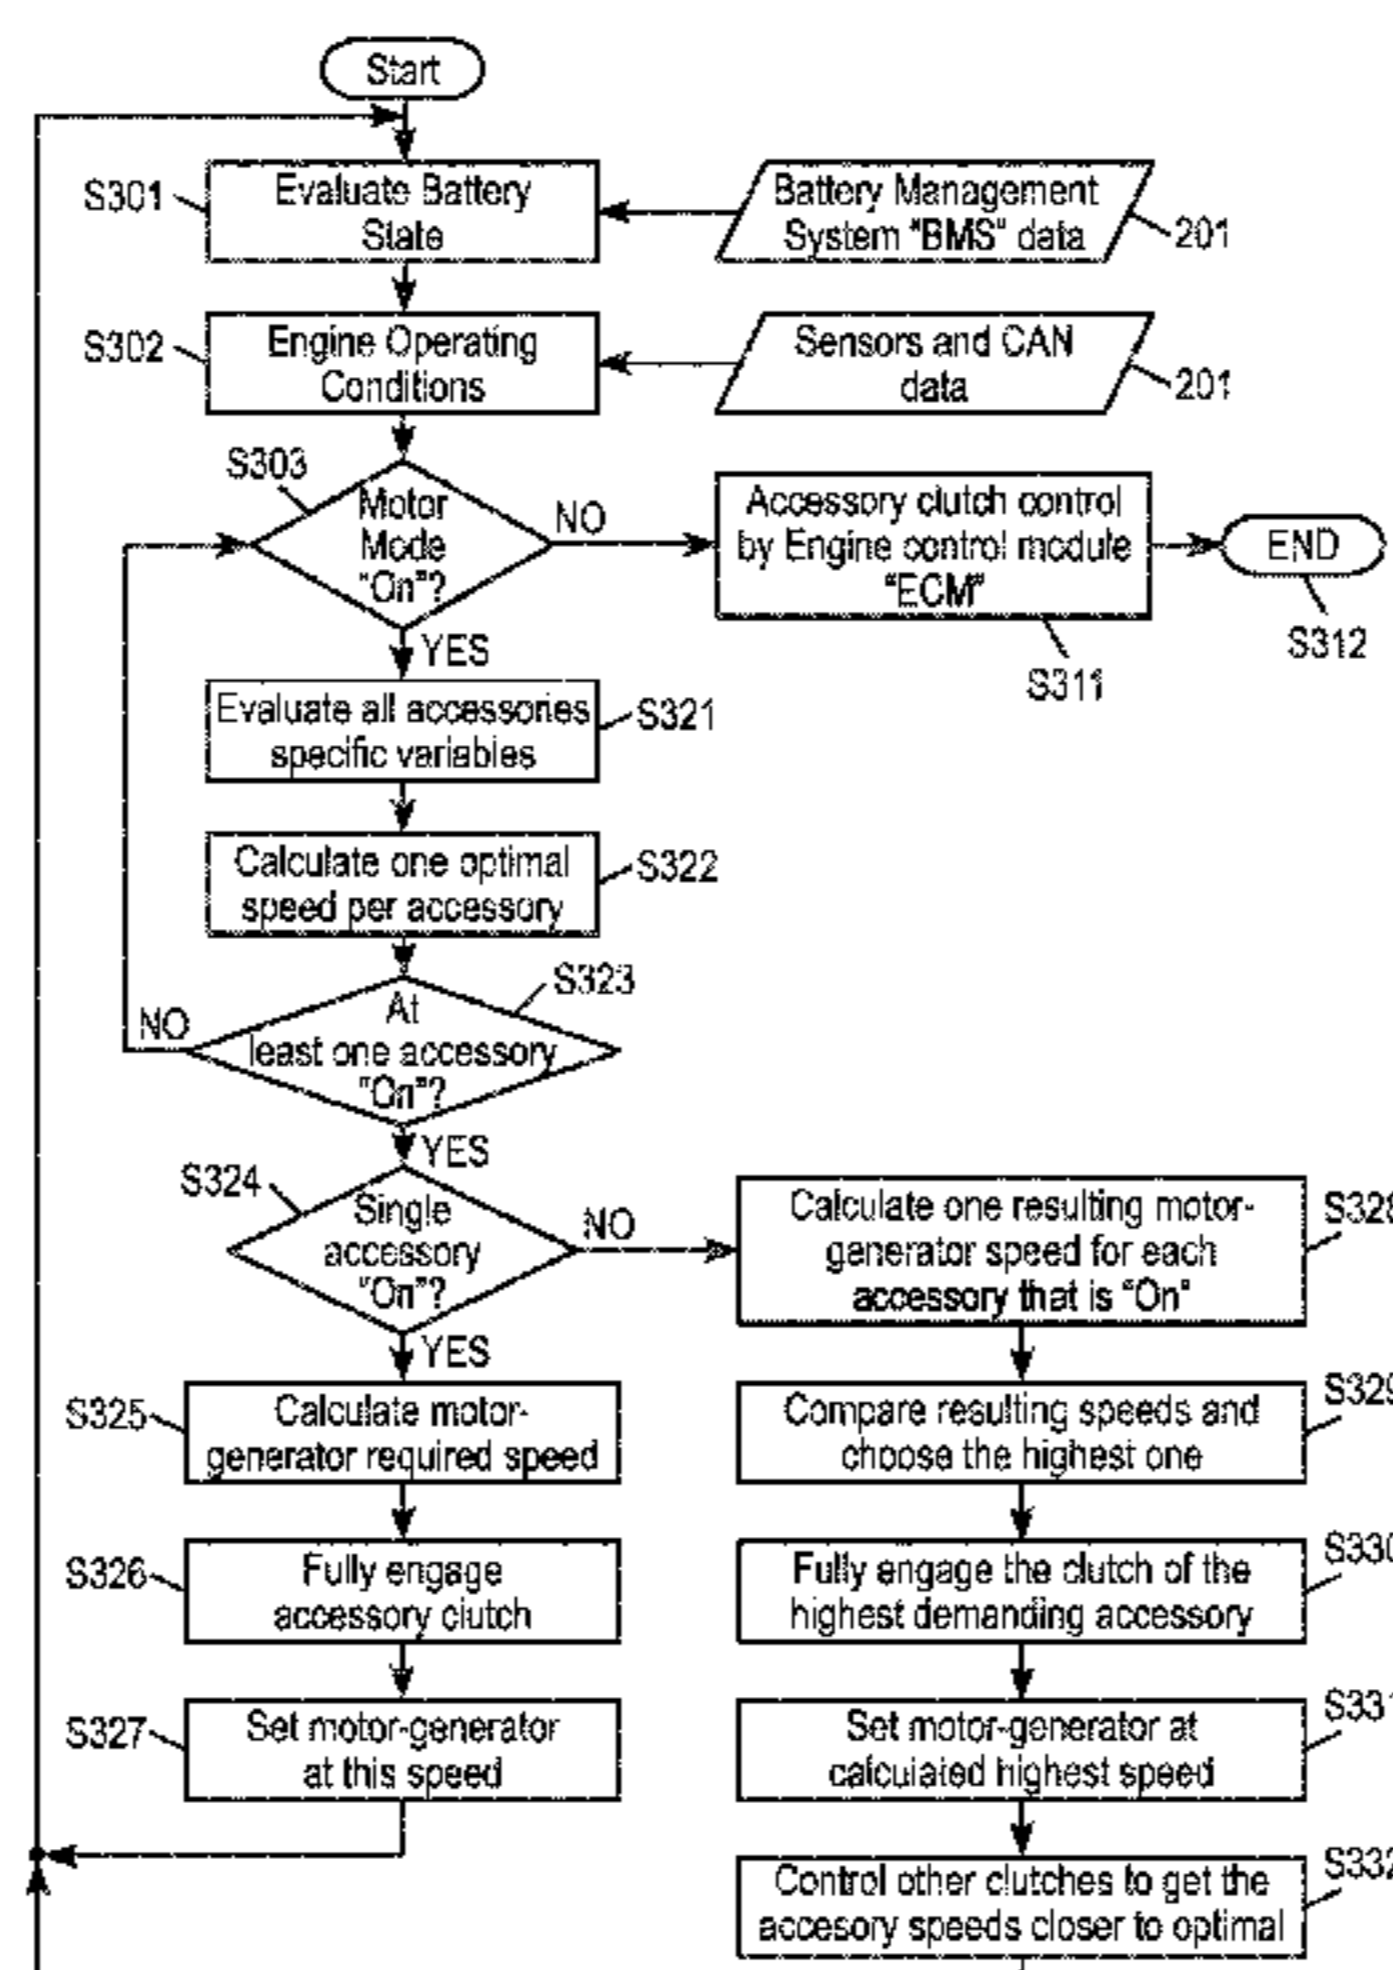 Start
S301
Evaluate Battery
State
Battery Management
System "BMS" data
201
S302
Engine Operating
Conditions
Sensors and CAN
data
201
S303
Motor
Mode
"On"?
NO
Accessory clutch control
by Engine control module
"ECM"
END
S312
S311
YES
Evaluate all accessories
specific variables
S321
Calculate one optimal
speed per accessory
S322
S323
At
least one accessory
"On"?
NO
YES
S324
Single
accessory
"On"?
NO
Calculate one resulting motor-
generator speed for each
accessory that is "On"
S328
YES
S325
Calculate motor-
generator required speed
Compare resulting speeds and
choose the highest one
S329
S326
Fully engage
accessory clutch
Fully engage the clutch of the
highest demanding accessory
S330
S327
Set motor-generator
at this speed
Set motor-generator at
calculated highest speed
S331
Control other clutches to get the
accesory speeds closer to optimal
S332